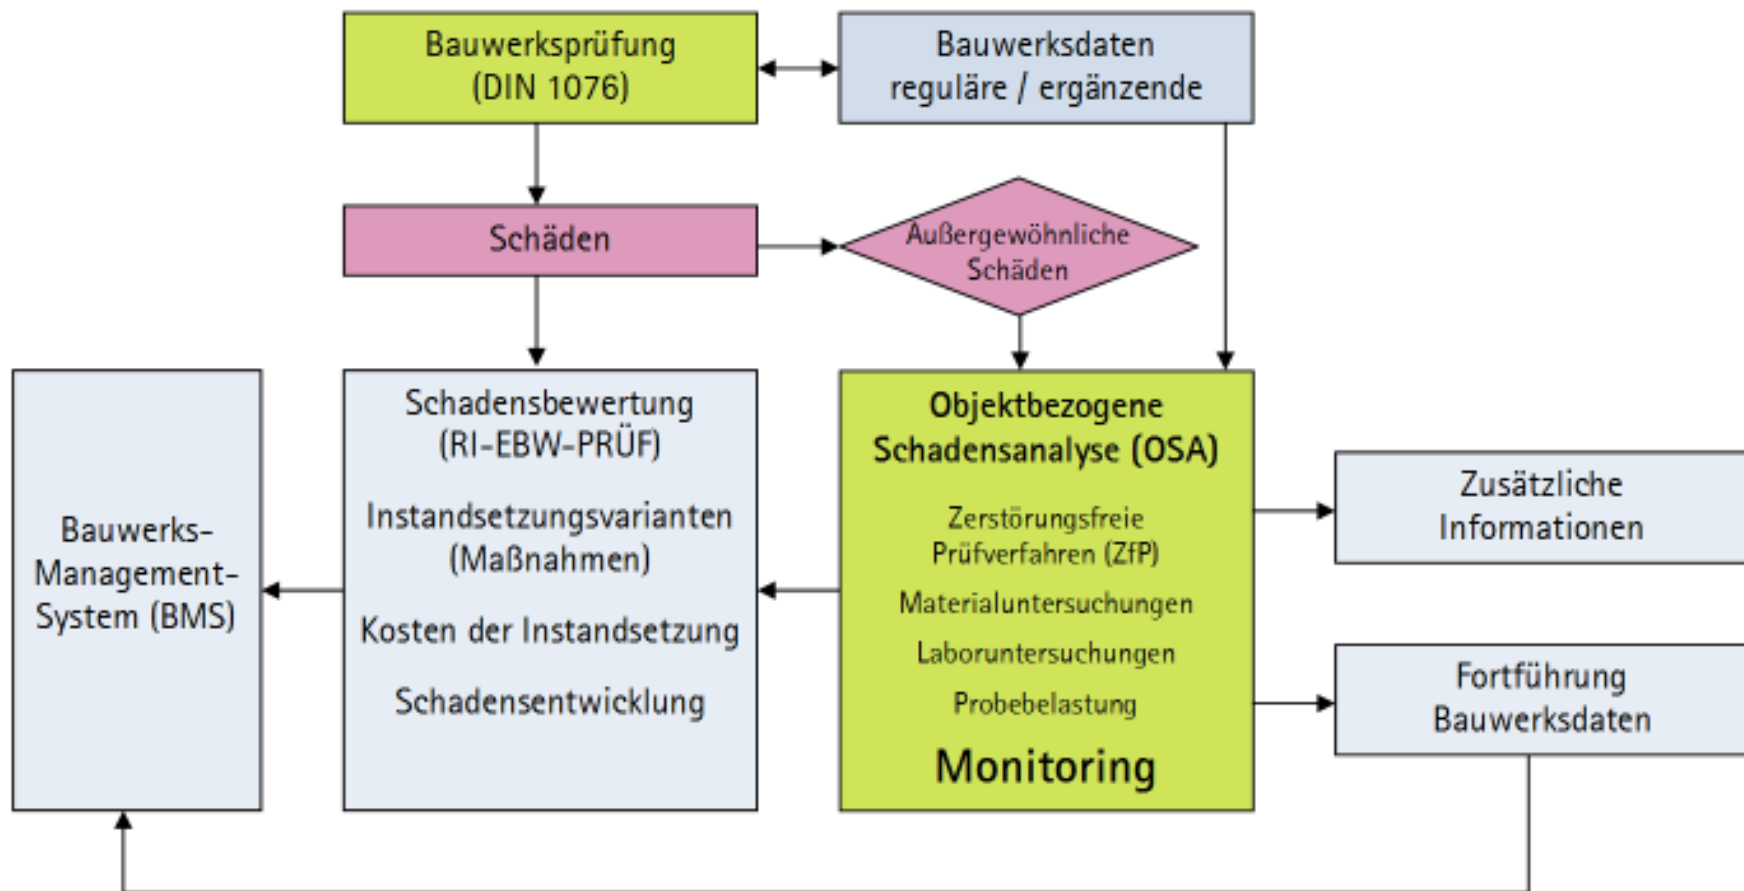 Bauwerksprüfung
(DIN 1076)
Bauwerksdaten
reguläre / ergänzende
Schäden
Außergewöhnliche
Schäden
Bauwerks-
Management-
System (BMS)
Schadensbewertung
(RI-EBW-PRÜF)
Instandsetzungsvarianten
(Maßnahmen)
Kosten der Instandsetzung
Schadensentwicklung
Objektbezogene
Schadensanalyse (OSA)
Zerstörungsfreie
Prüfverfahren (ZfP)
Materialuntersuchungen
Laboruntersuchungen
Probebelastung
Monitoring
Zusätzliche
Informationen
Fortführung
Bauwerksdaten